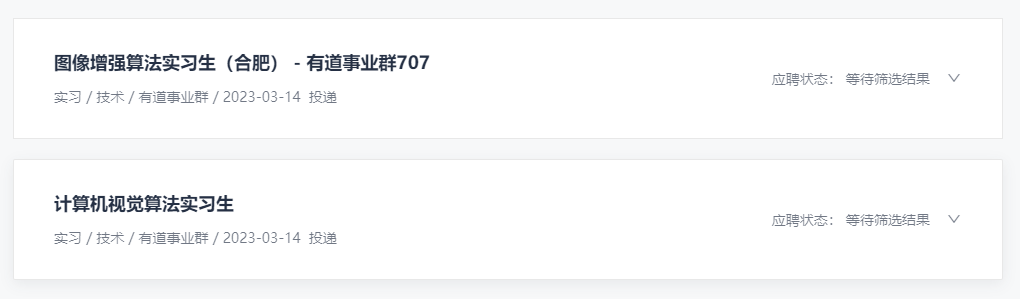 图像增强算法实习生（合肥） - 有道事业群707
实习 / 技术 / 有道事业群 / 2023-03-14 投递
应聘状态： 等待筛选结果
计算机视觉算法实习生
实习 / 技术 / 有道事业群 / 2023-03-14 投递
应聘状态： 等待筛选结果